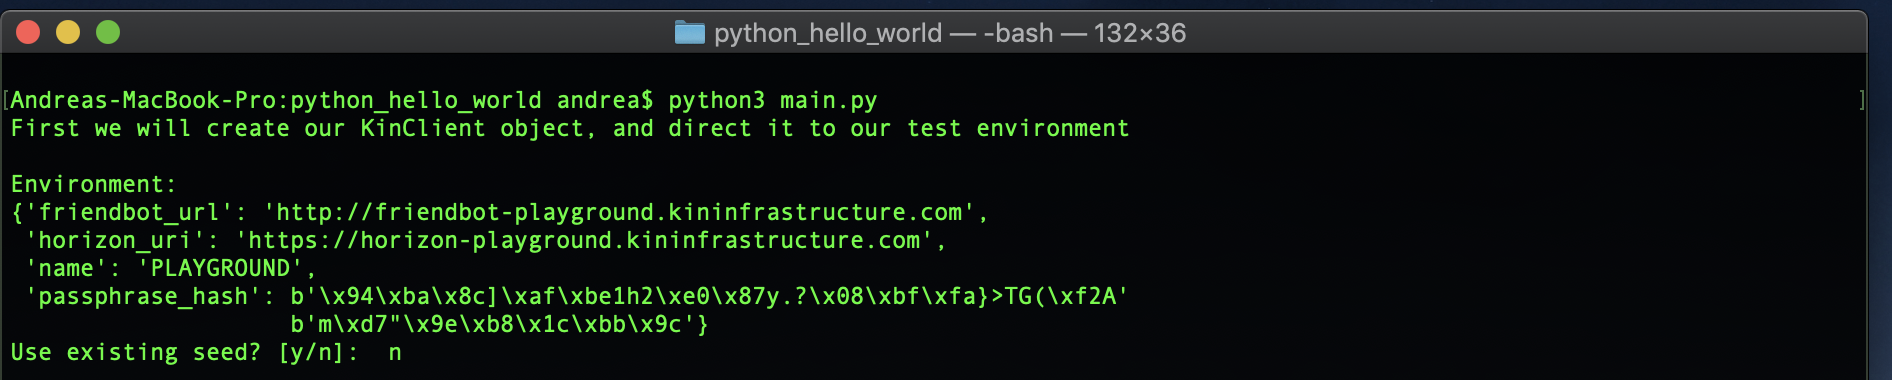 python_hello_world — -bash — 132×36
[Andreas-MacBook-Pro:python_hello_world andrea$ python3 main.py ]
First we will create our KinClient object, and direct it to our test environment
Environment:
{'friendbot_url': 'http://friendbot-playground.kininfrastructure.com',
 'horizon_uri': 'https://horizon-playground.kininfrastructure.com',
 'name': 'PLAYGROUND',
 'passphrase_hash': b'\x94\xba\x8c]\xaf\xbe1h2\xe0\x87y.?\x08\xbf\xfa}>TG(\xf2A'
                    b'm\xd7"\x9e\xb8\x1c\xbb\x9c'}
Use existing seed? [y/n]:  n